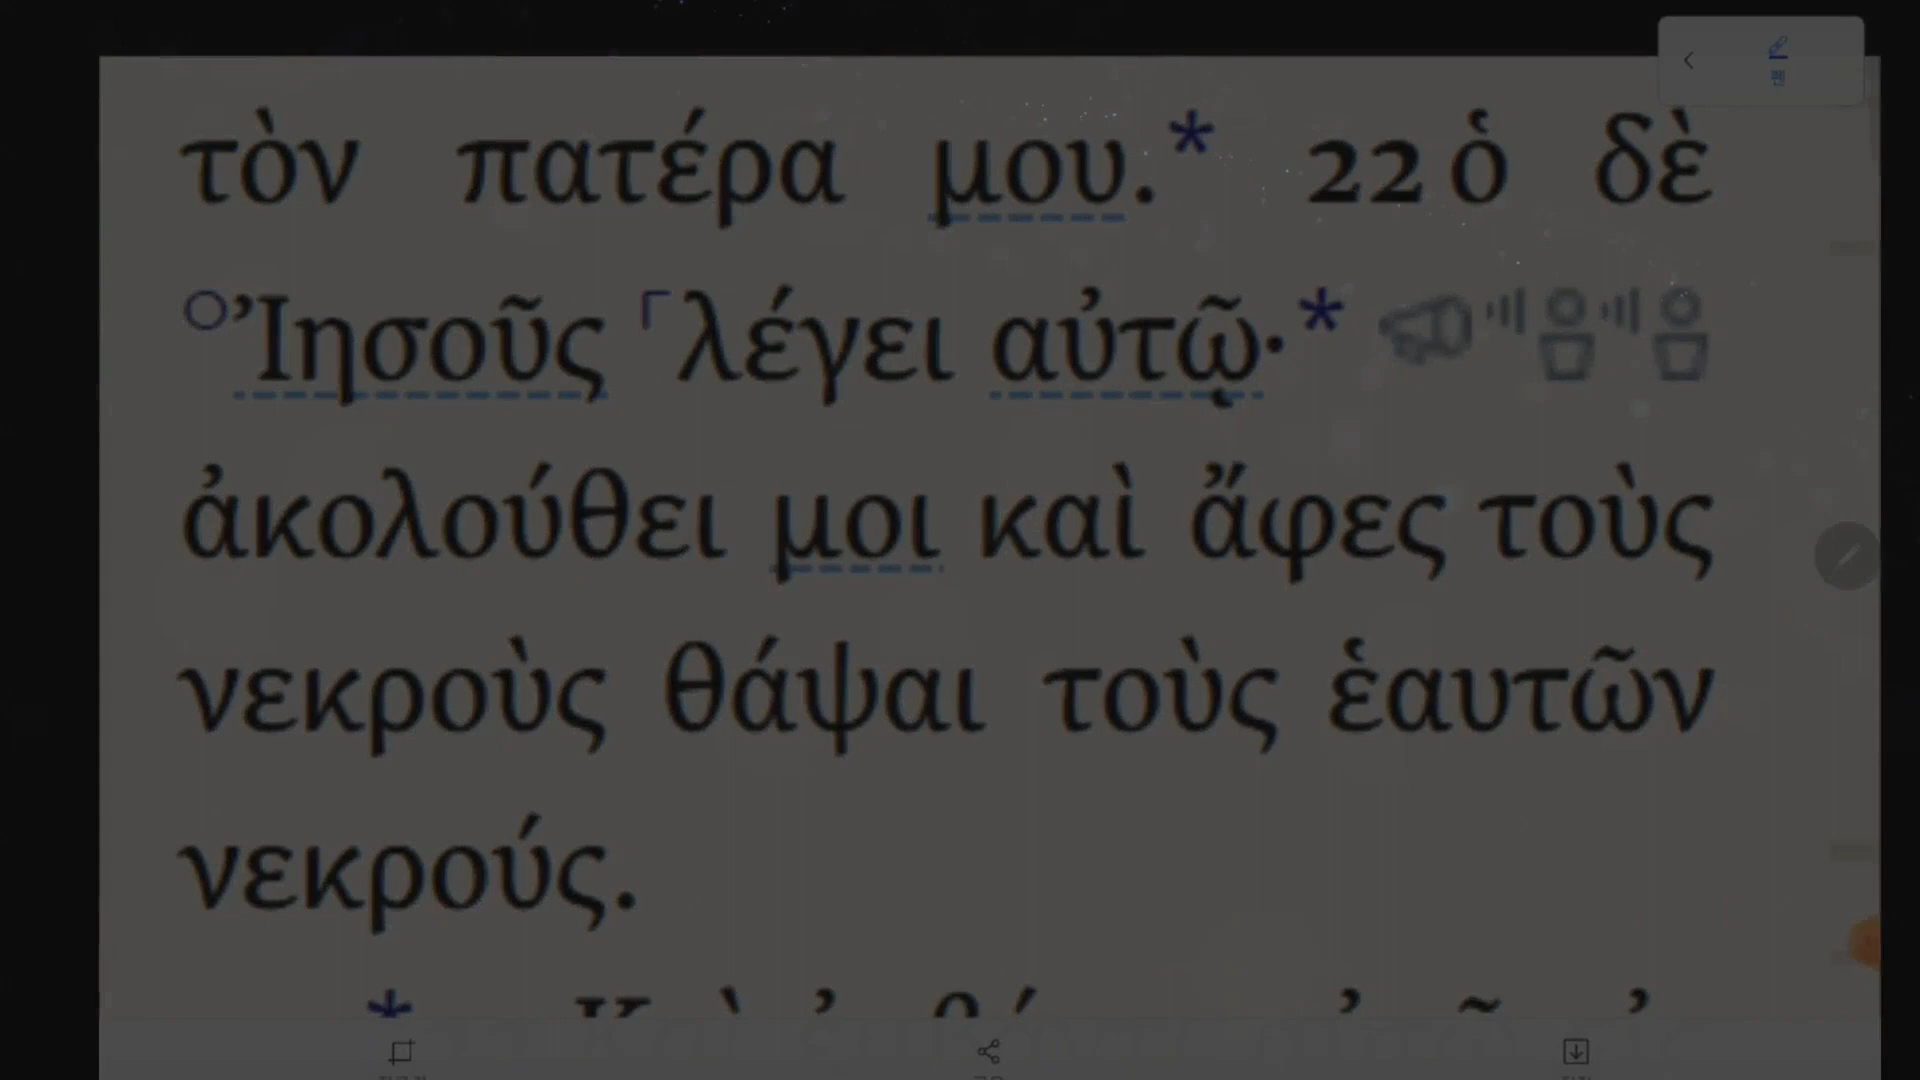 펜
τὸν πατέρα μου.* 22 ὁ δὲ
○Ἰησοῦς ⸀λέγει αὐτῷ·*
ἀκολούθει μοι καὶ ἄφες τοὺς
νεκροὺς θάψαι τοὺς ἑαυτῶν
νεκρούς.